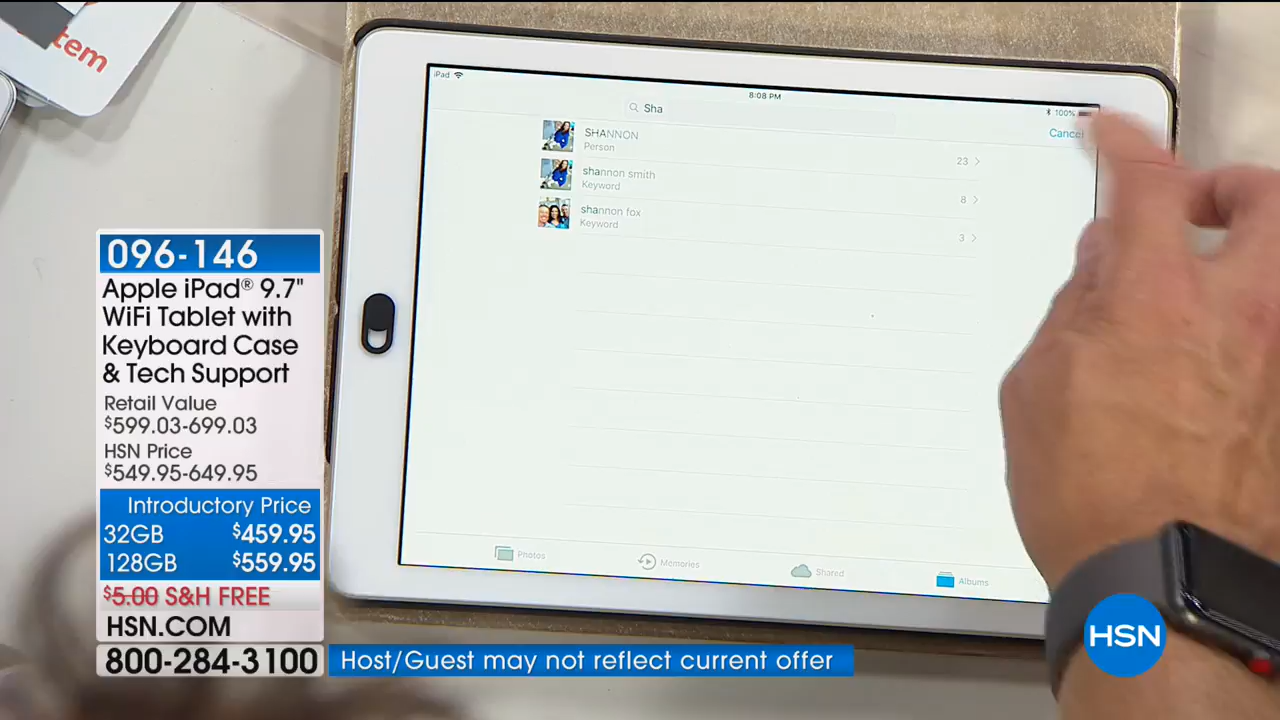 tem
iPad
8:08 PM
100%
Sha
Cancel
SHANNON
Person
23
shannon smith
Keyword
8
shannon fox
Keyword
3
Photos
Memories
Shared
Albums
096-146
Apple iPad® 9.7"
WiFi Tablet with
Keyboard Case
& Tech Support
Retail Value
$599.03-699.03
HSN Price
$549.95-649.95
Introductory Price
32GB $459.95
128GB $559.95
$5.00 S&H FREE
HSN.COM
800-284-3100
Host/Guest may not reflect current offer
HSN